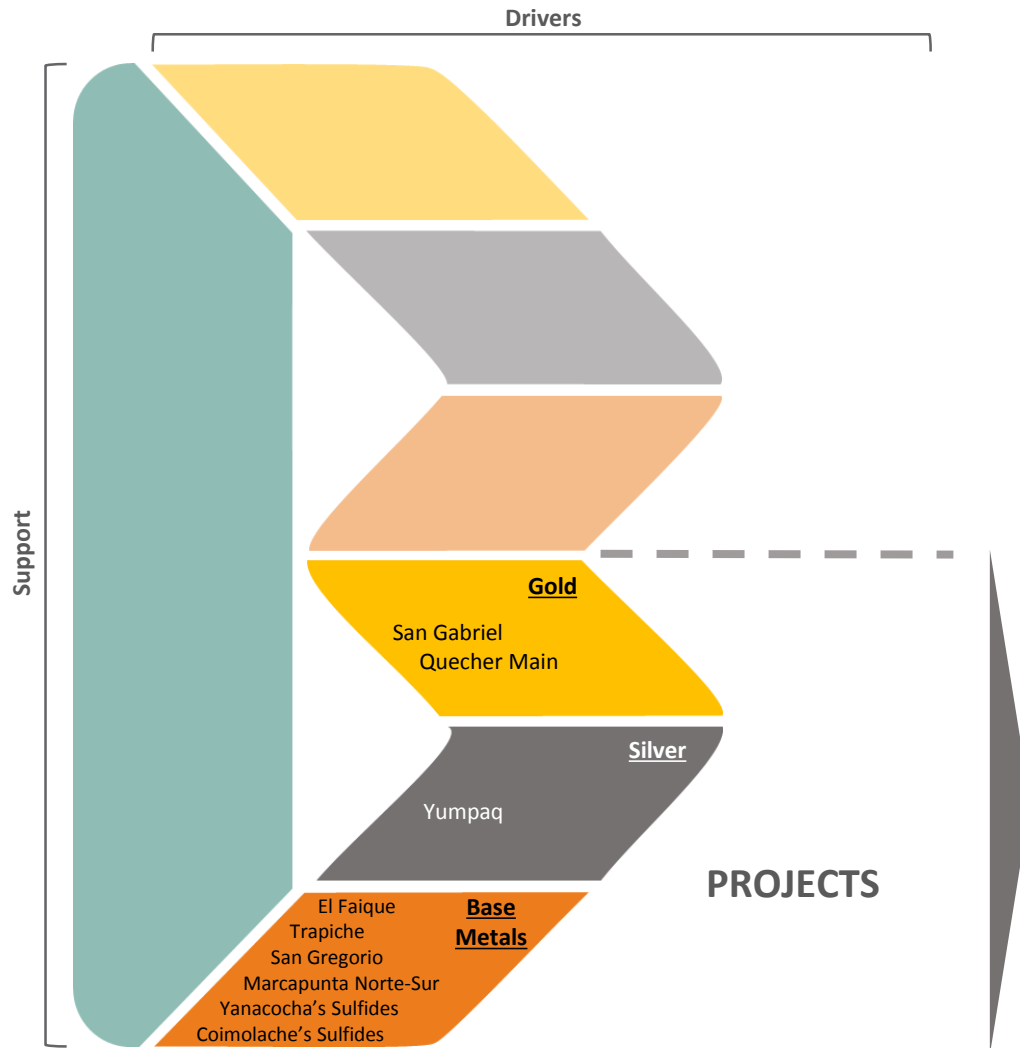 Drivers
Support
Gold
San Gabriel
Quecher Main
Silver
Yumpaq
PROJECTS
Base
Metals
El Faique
Trapiche
San Gregorio
Marcapunta Norte-Sur
Yanacocha’s Sulfides
Coimolache’s Sulfides